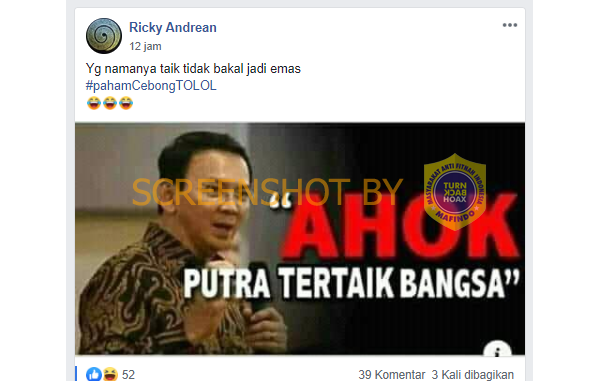 Ricky Andrean
12 jam
Yg namanya taik tidak bakal jadi emas
#pahamCebongTOLOL
SCREENSHOT BY
MASYARAKAT ANTI FITNAH INDONESIA
TURN
BACK
HOAX
MAFINDO
"AHOK
PUTRA TERTAIK BANGSA"
52
39 Komentar 3 Kali dibagikan